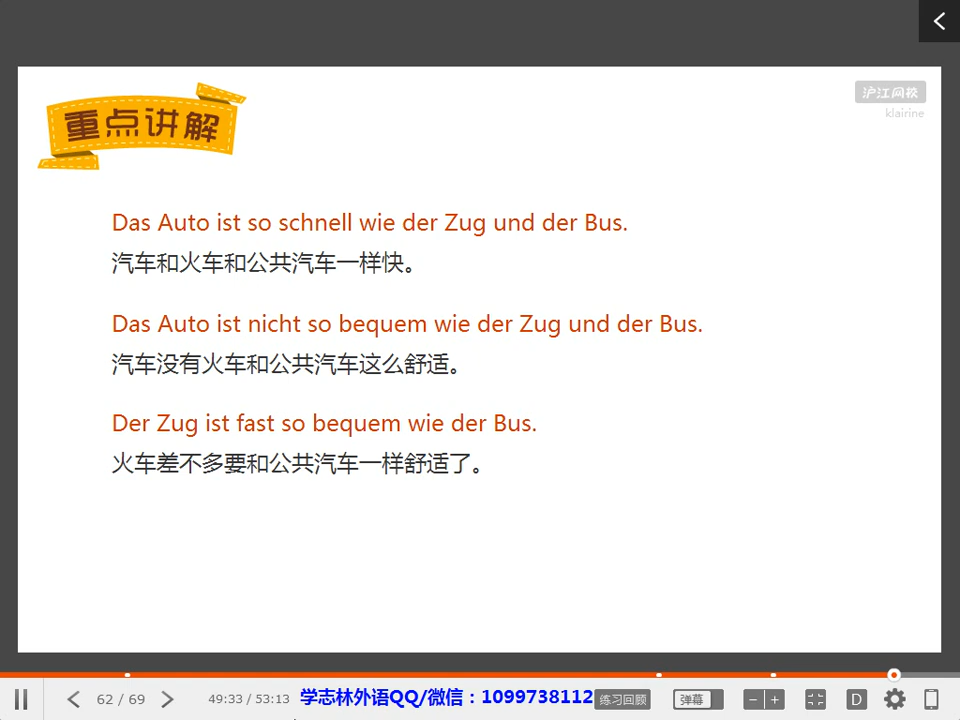 重点讲解
沪江网校
klairine
Das Auto ist so schnell wie der Zug und der Bus.
汽车和火车和公共汽车一样快。
Das Auto ist nicht so bequem wie der Zug und der Bus.
汽车没有火车和公共汽车这么舒适。
Der Zug ist fast so bequem wie der Bus.
火车差不多要和公共汽车一样舒适了。
62 / 69 49:33 / 53:13 学志林外语QQ/微信：1099738112 练习回顾 弹幕 D